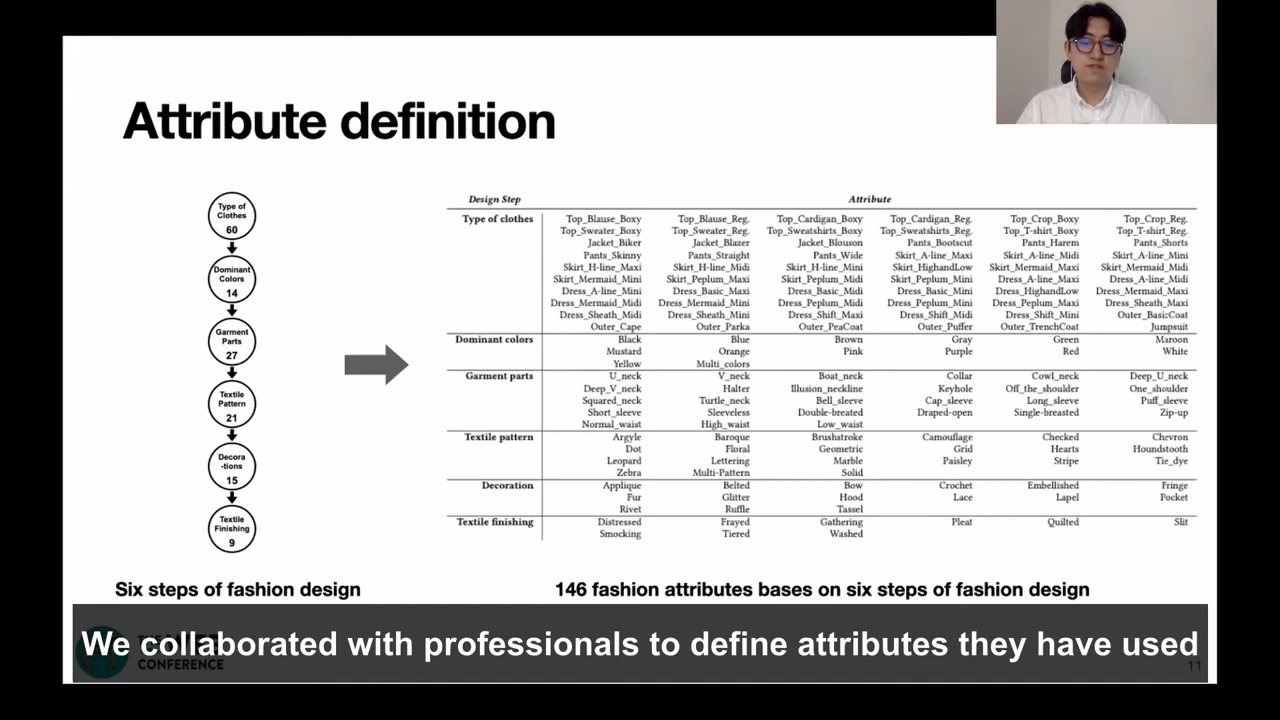 Attribute definition
Type of
Clothes
60
Dominant
Colors
14
Garment
Parts
27
Textile
Pattern
21
Decora
-tions
15
Textile
Finishing
9
Six steps of fashion design
Design Step Attribute
Type of clothes Top_Blause_Boxy Top_Blause_Reg. Top_Cardigan_Boxy Top_Cardigan_Reg. Top_Crop_Boxy Top_Crop_Reg.
Top_Sweater_Boxy Top_Sweater_Reg. Top_Sweatshirts_Boxy Top_Sweatshirts_Reg. Top_T-shirt_Boxy Top_T-shirt_Reg.
Jacket_Biker Jacket_Blazer Jacket_Blouson Pants_Bootscut Pants_Harem Pants_Shorts
Pants_Skinny Pants_Straight Pants_Wide Skirt_A-line_Maxi Skirt_A-line_Midi Skirt_A-line_Mini
Skirt_H-line_Maxi Skirt_H-line_Midi Skirt_H-line_Mini Skirt_HighandLow Skirt_Mermaid_Maxi Skirt_Mermaid_Midi
Skirt_Mermaid_Mini Skirt_Peplum_Maxi Skirt_Peplum_Midi Skirt_Peplum_Mini Dress_A-line_Maxi Dress_A-line_Midi
Dress_A-line_Mini Dress_Basic_Maxi Dress_Basic_Midi Dress_Basic_Mini Dress_HighandLow Dress_Mermaid_Maxi
Dress_Mermaid_Midi Dress_Mermaid_Mini Dress_Peplum_Midi Dress_Peplum_Mini Dress_Peplum_Maxi Dress_Sheath_Maxi
Dress_Sheath_Midi Dress_Sheath_Mini Dress_Shift_Maxi Dress_Shift_Midi Dress_Shift_Mini Outer_BasicCoat
Outer_Cape Outer_Parka Outer_PeaCoat Outer_Puffer Outer_TrenchCoat Jumpsuit
Dominant colors Black Blue Brown Gray Green Maroon
Mustard Orange Pink Purple Red White
Yellow Multi_colors
Garment parts U_neck V_neck Boat_neck Collar Cowl_neck Deep_U_neck
Deep_V_neck Halter Illusion_neckline Keyhole Off_the_shoulder One_shoulder
Squared_neck Turtle_neck Bell_sleeve Cap_sleeve Long_sleeve Puff_sleeve
Short_sleeve Sleeveless Double-breated Draped-open Single-breasted Zip-up
Normal_waist High_waist Low_waist
Textile pattern Argyle Baroque Brushstroke Camouflage Checked Chevron
Dot Floral Geometric Grid Hearts Houndstooth
Leopard Lettering Marble Paisley Stripe Tie_dye
Zebra Multi-Pattern Solid
Decoration Applique Belted Bow Crochet Embellished Fringe
Fur Glitter Hood Lace Lapel Pocket
Rivet Ruffle Tassel
Textile finishing Distressed Frayed Gathering Pleat Quilted Slit
Smocking Tiered Washed
146 fashion attributes bases on six steps of fashion design
We collaborated with professionals to define attributes they have used
CONFERENCE
11